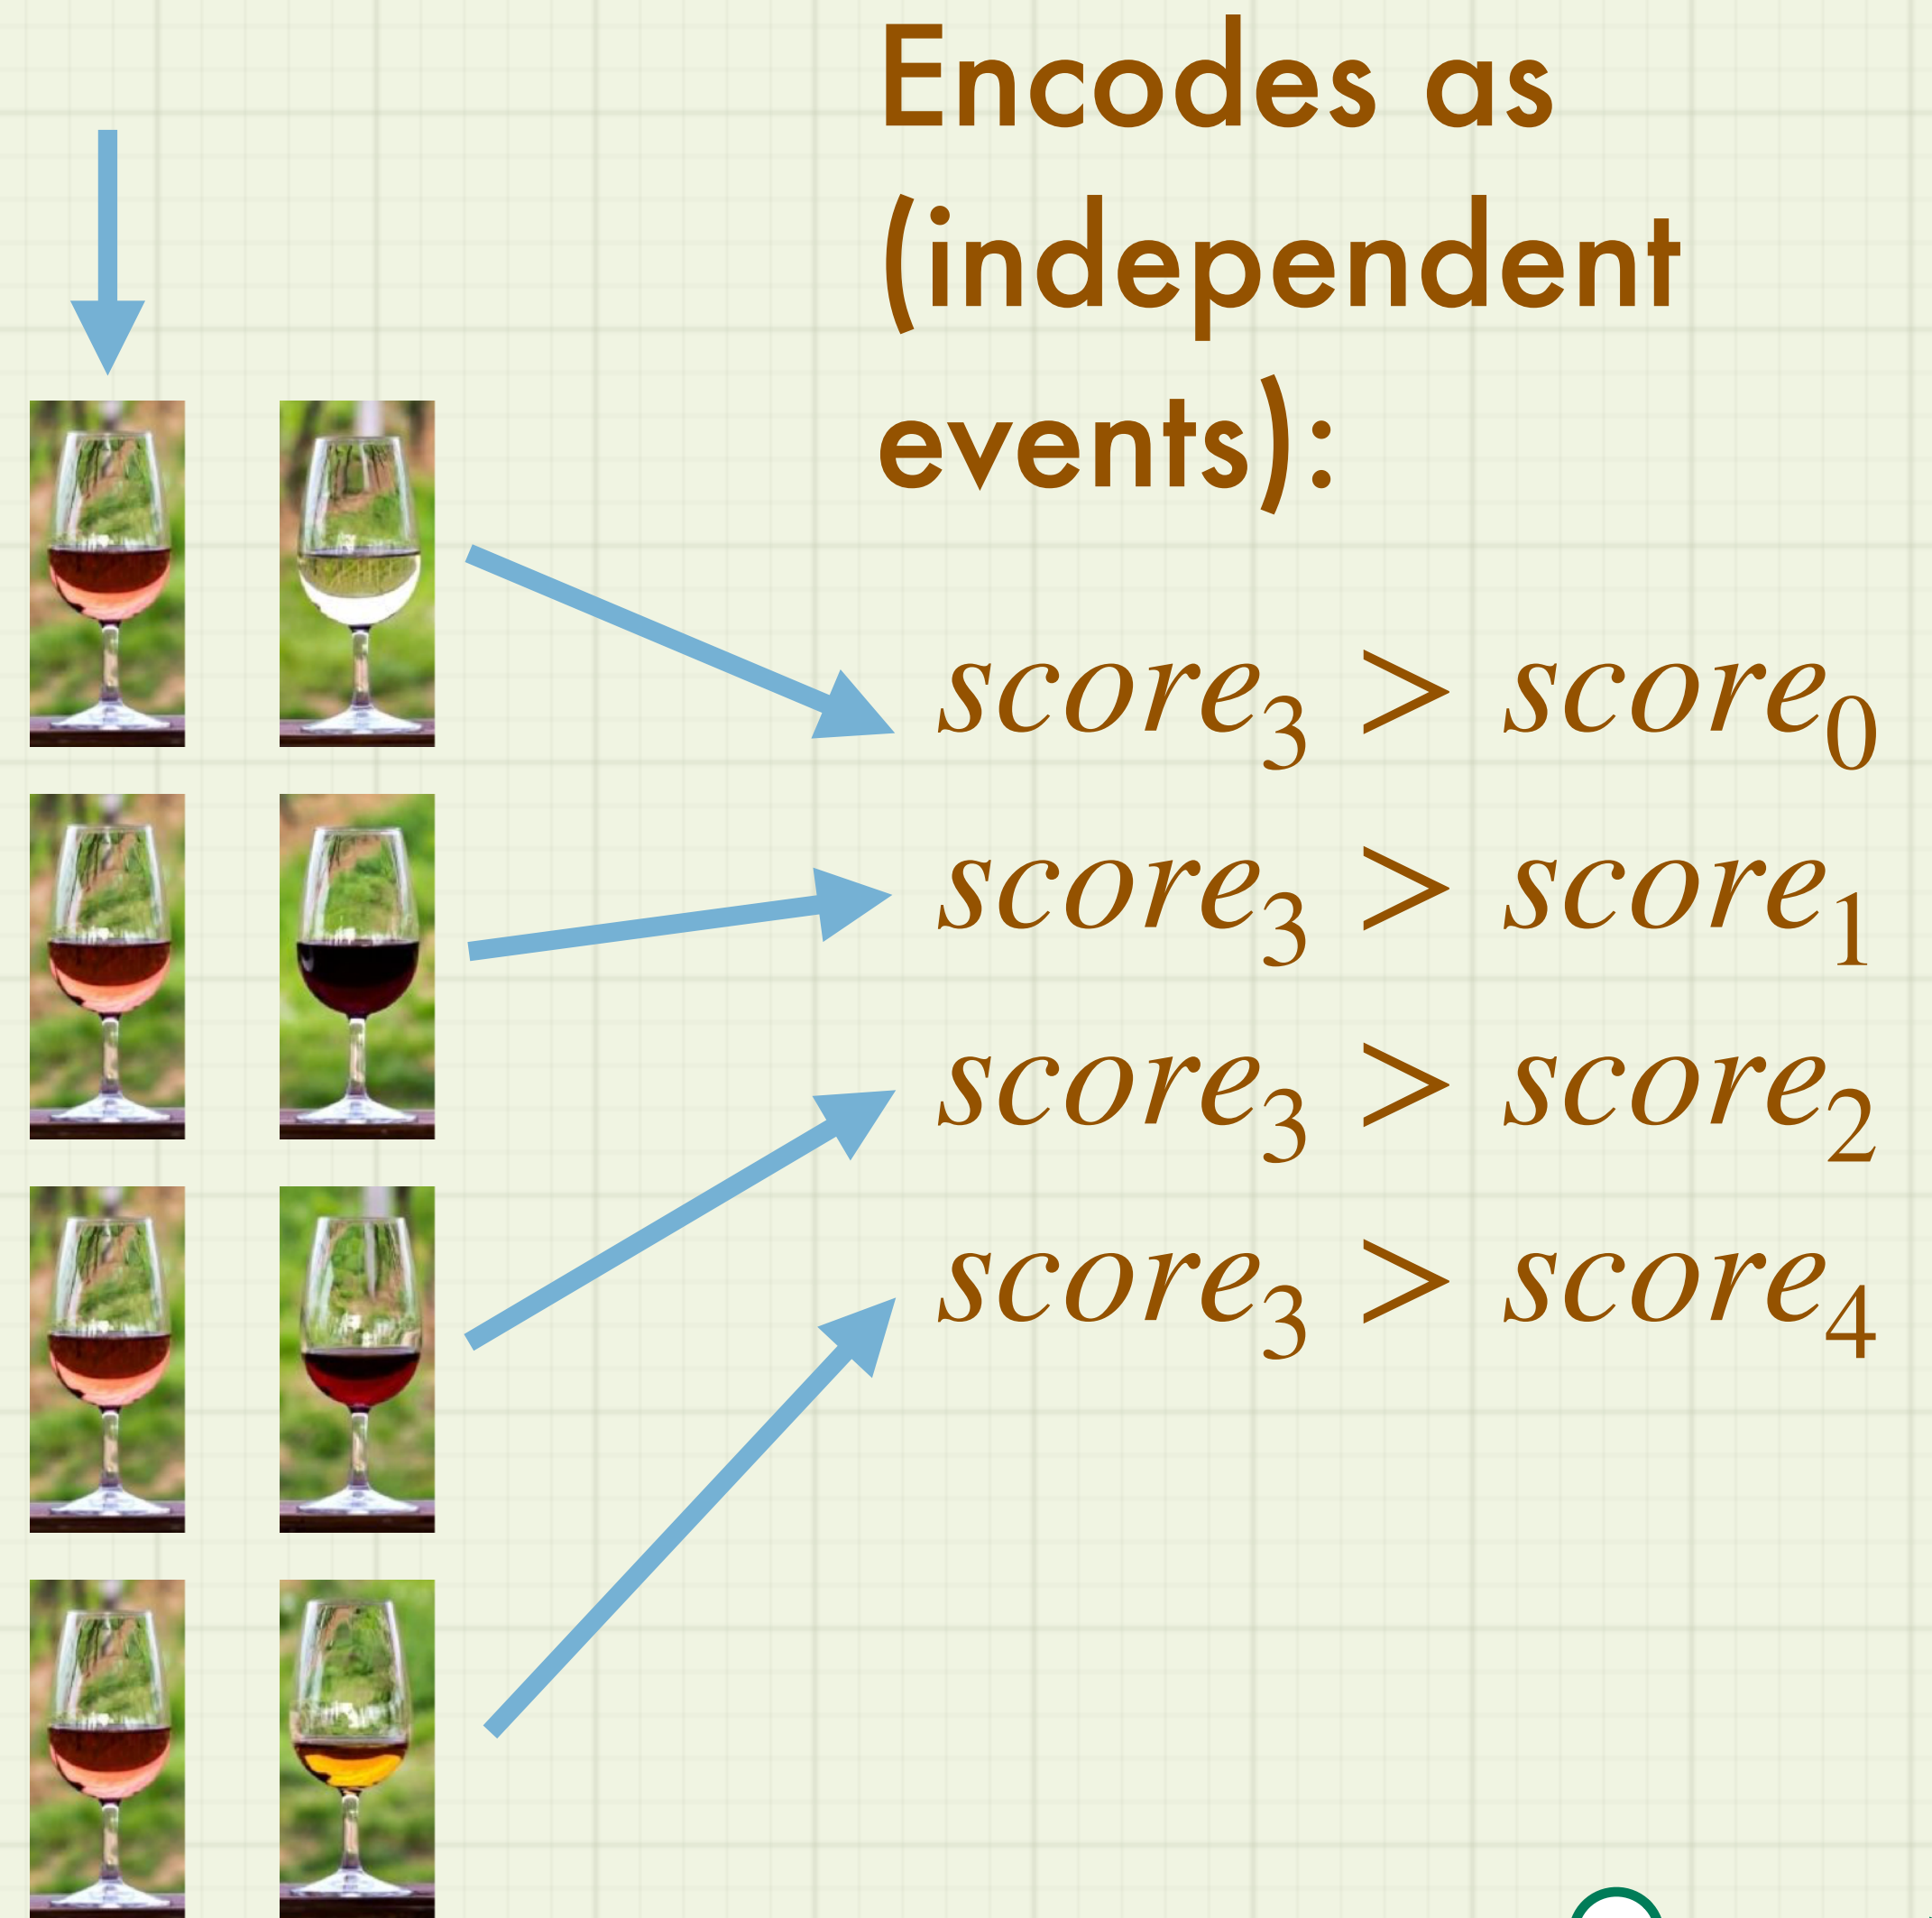 Encodes as
(independent
events):
score₃ > score₀
score₃ > score₁
score₃ > score₂
score₃ > score₄